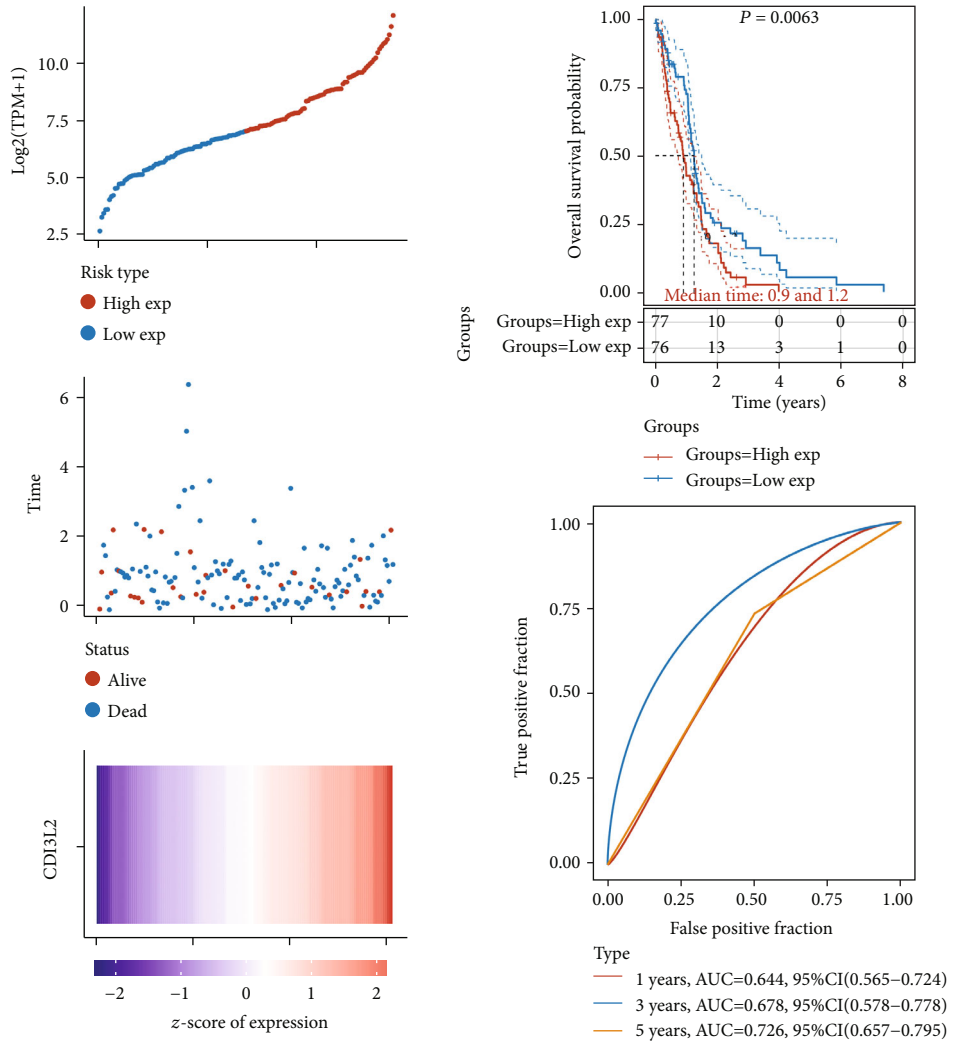 Log2(TPM+1)
10.0
7.5
5.0
2.5
Risk type
High exp
Low exp
Time
6
4
2
0
Status
Alive
Dead
CDI3L2
−2 −1 0 1 2
z-score of expression
P = 0.0063
Overall survival probability
1.00
0.75
0.50
0.25
0.00
Median time: 0.9 and 1.2
Groups
Groups=High exp 77 10 0 0 0
Groups=Low exp 76 13 3 1 0
0 2 4 6 8
Time (years)
Groups
Groups=High exp
Groups=Low exp
True positive fraction
1.00
0.75
0.50
0.25
0.00
0.00 0.25 0.50 0.75 1.00
False positive fraction
Type
1 years, AUC=0.644, 95%CI(0.565−0.724)
3 years, AUC=0.678, 95%CI(0.578−0.778)
5 years, AUC=0.726, 95%CI(0.657−0.795)